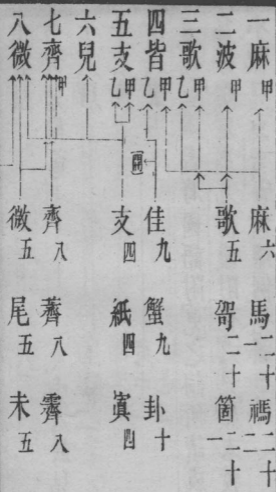 一麻 甲 麻六 馬二十一 禡二十二
二波 甲 歌五 哿二十 箇二十一
三歌 甲乙
四皆 甲乙 佳九 蟹九 卦十
五支 甲乙 支四 紙四 寘四
六兒
七齊 甲 齊八 薺八 霽八
八微 微五 尾五 未五